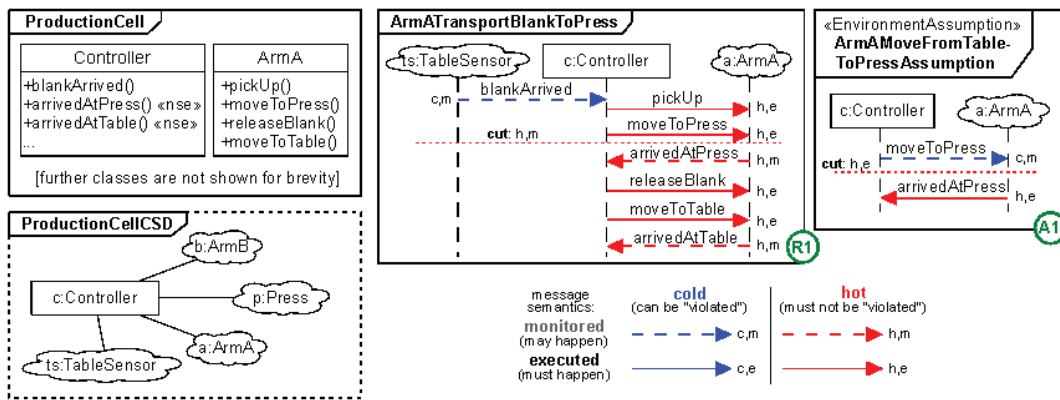 ProductionCell
Controller
+blankArrived()
+arrivedAtPress() «nse»
+arrivedAtTable() «nse»
...
ArmA
+pickUp()
+moveToPress()
+releaseBlank()
+moveToTable()
[further classes are not shown for brevity]
ProductionCellCSD
b:ArmB
c:Controller
p:Press
a:ArmA
ts:TableSensor
ArmATransportBlankToPress
ts:TableSensor
c:Controller
a:ArmA
c,m
blankArrived
pickUp
h,e
cut: h,m
moveToPress
h,e
arrivedAtPress
h,m
releaseBlank
h,e
moveToTable
h,e
arrivedAtTable
h,m
R1
«EnvironmentAssumption»
ArmAMoveFromTable-
ToPressAssumption
c:Controller
a:ArmA
moveToPress
c,m
cut: h,e
arrivedAtPress
h,e
A1
message
semantics:
cold
(can be "violated")
hot
(must not be "violated")
monitored
(may happen)
c,m
h,m
executed
(must happen)
c,e
h,e